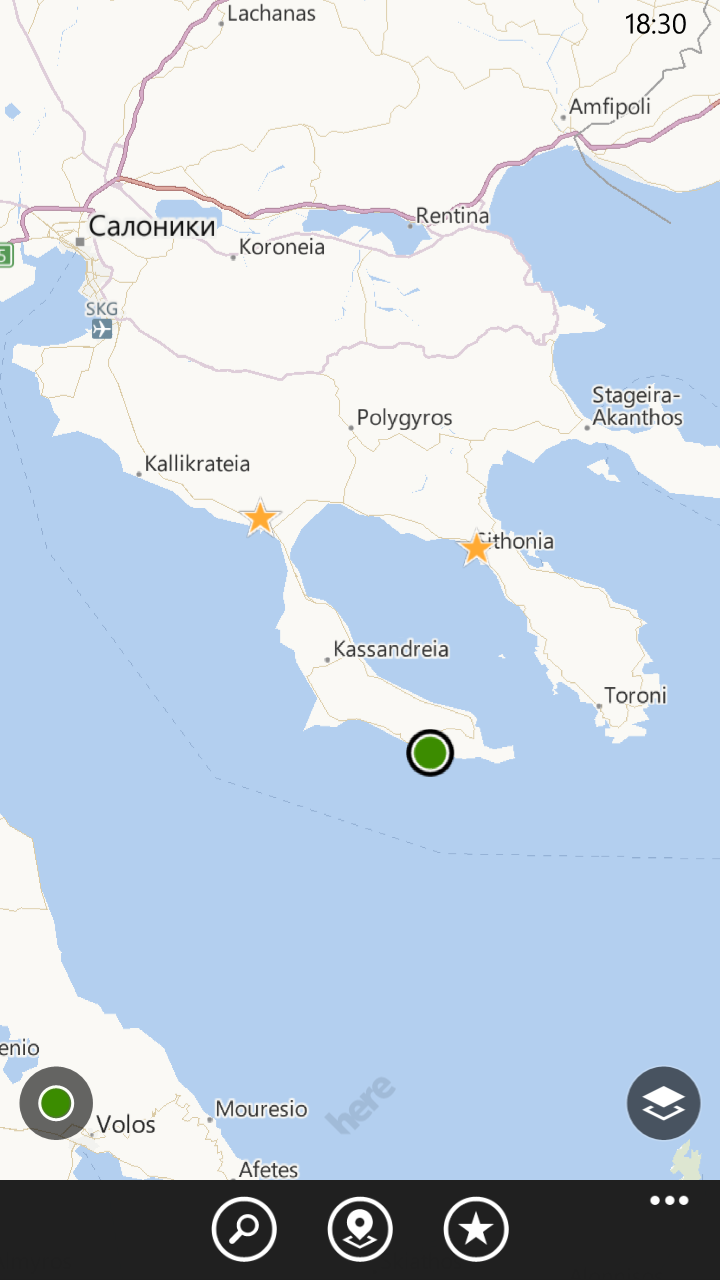 Lachanas
18:30
Amfipoli
Rentina
Салоники
Koroneia
5
SKG
Stageira-
Akanthos
Polygyros
Kallikrateia
Sithonia
Kassandreia
Toroni
enio
here
Mouresio
Volos
Afetes